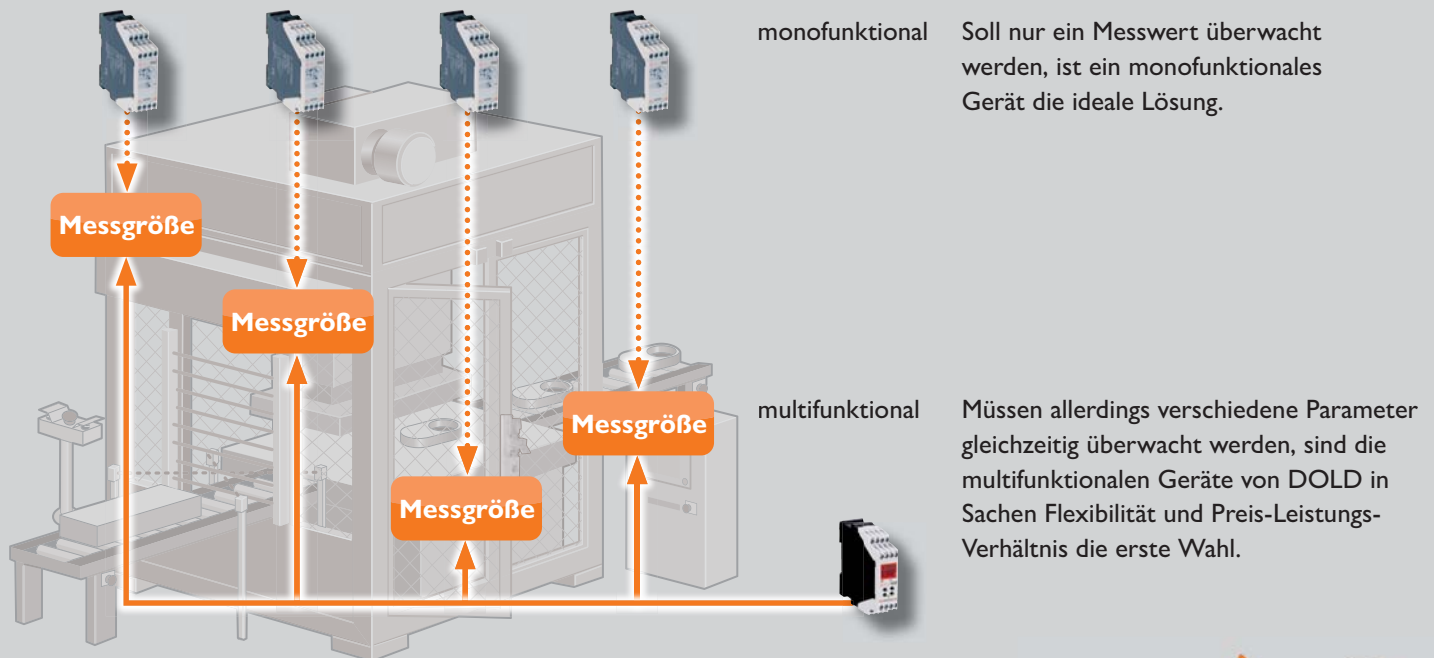 monofunktional
Soll nur ein Messwert überwacht
werden, ist ein monofunktionales
Gerät die ideale Lösung.
Messgröße
Messgröße
Messgröße
Messgröße
multifunktional
Müssen allerdings verschiedene Parameter
gleichzeitig überwacht werden, sind die
multifunktionalen Geräte von DOLD in
Sachen Flexibilität und Preis-Leistungs-
Verhältnis die erste Wahl.